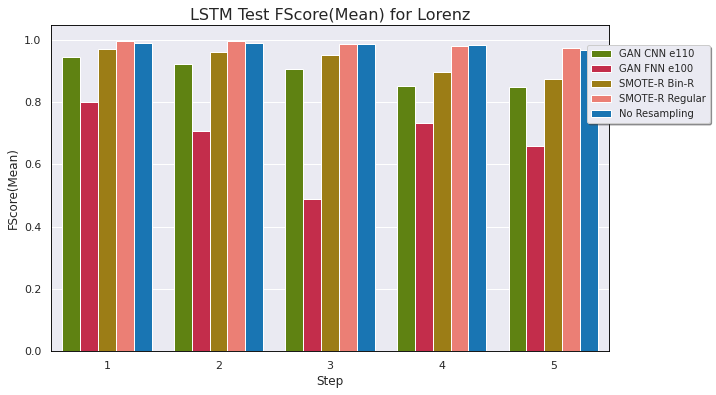 LSTM Test FScore(Mean) for Lorenz
FScore(Mean)
1.0
0.8
0.6
0.4
0.2
0.0
1 2 3 4 5
Step
GAN CNN e110
GAN FNN e100
SMOTE-R Bin-R
SMOTE-R Regular
No Resampling